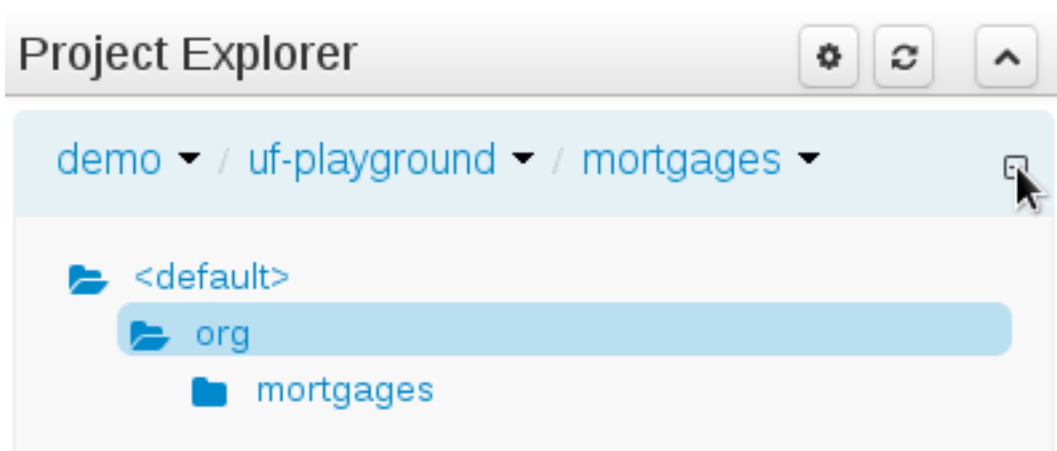 Project Explorer
demo / uf-playground / mortgages
<default>
org
mortgages